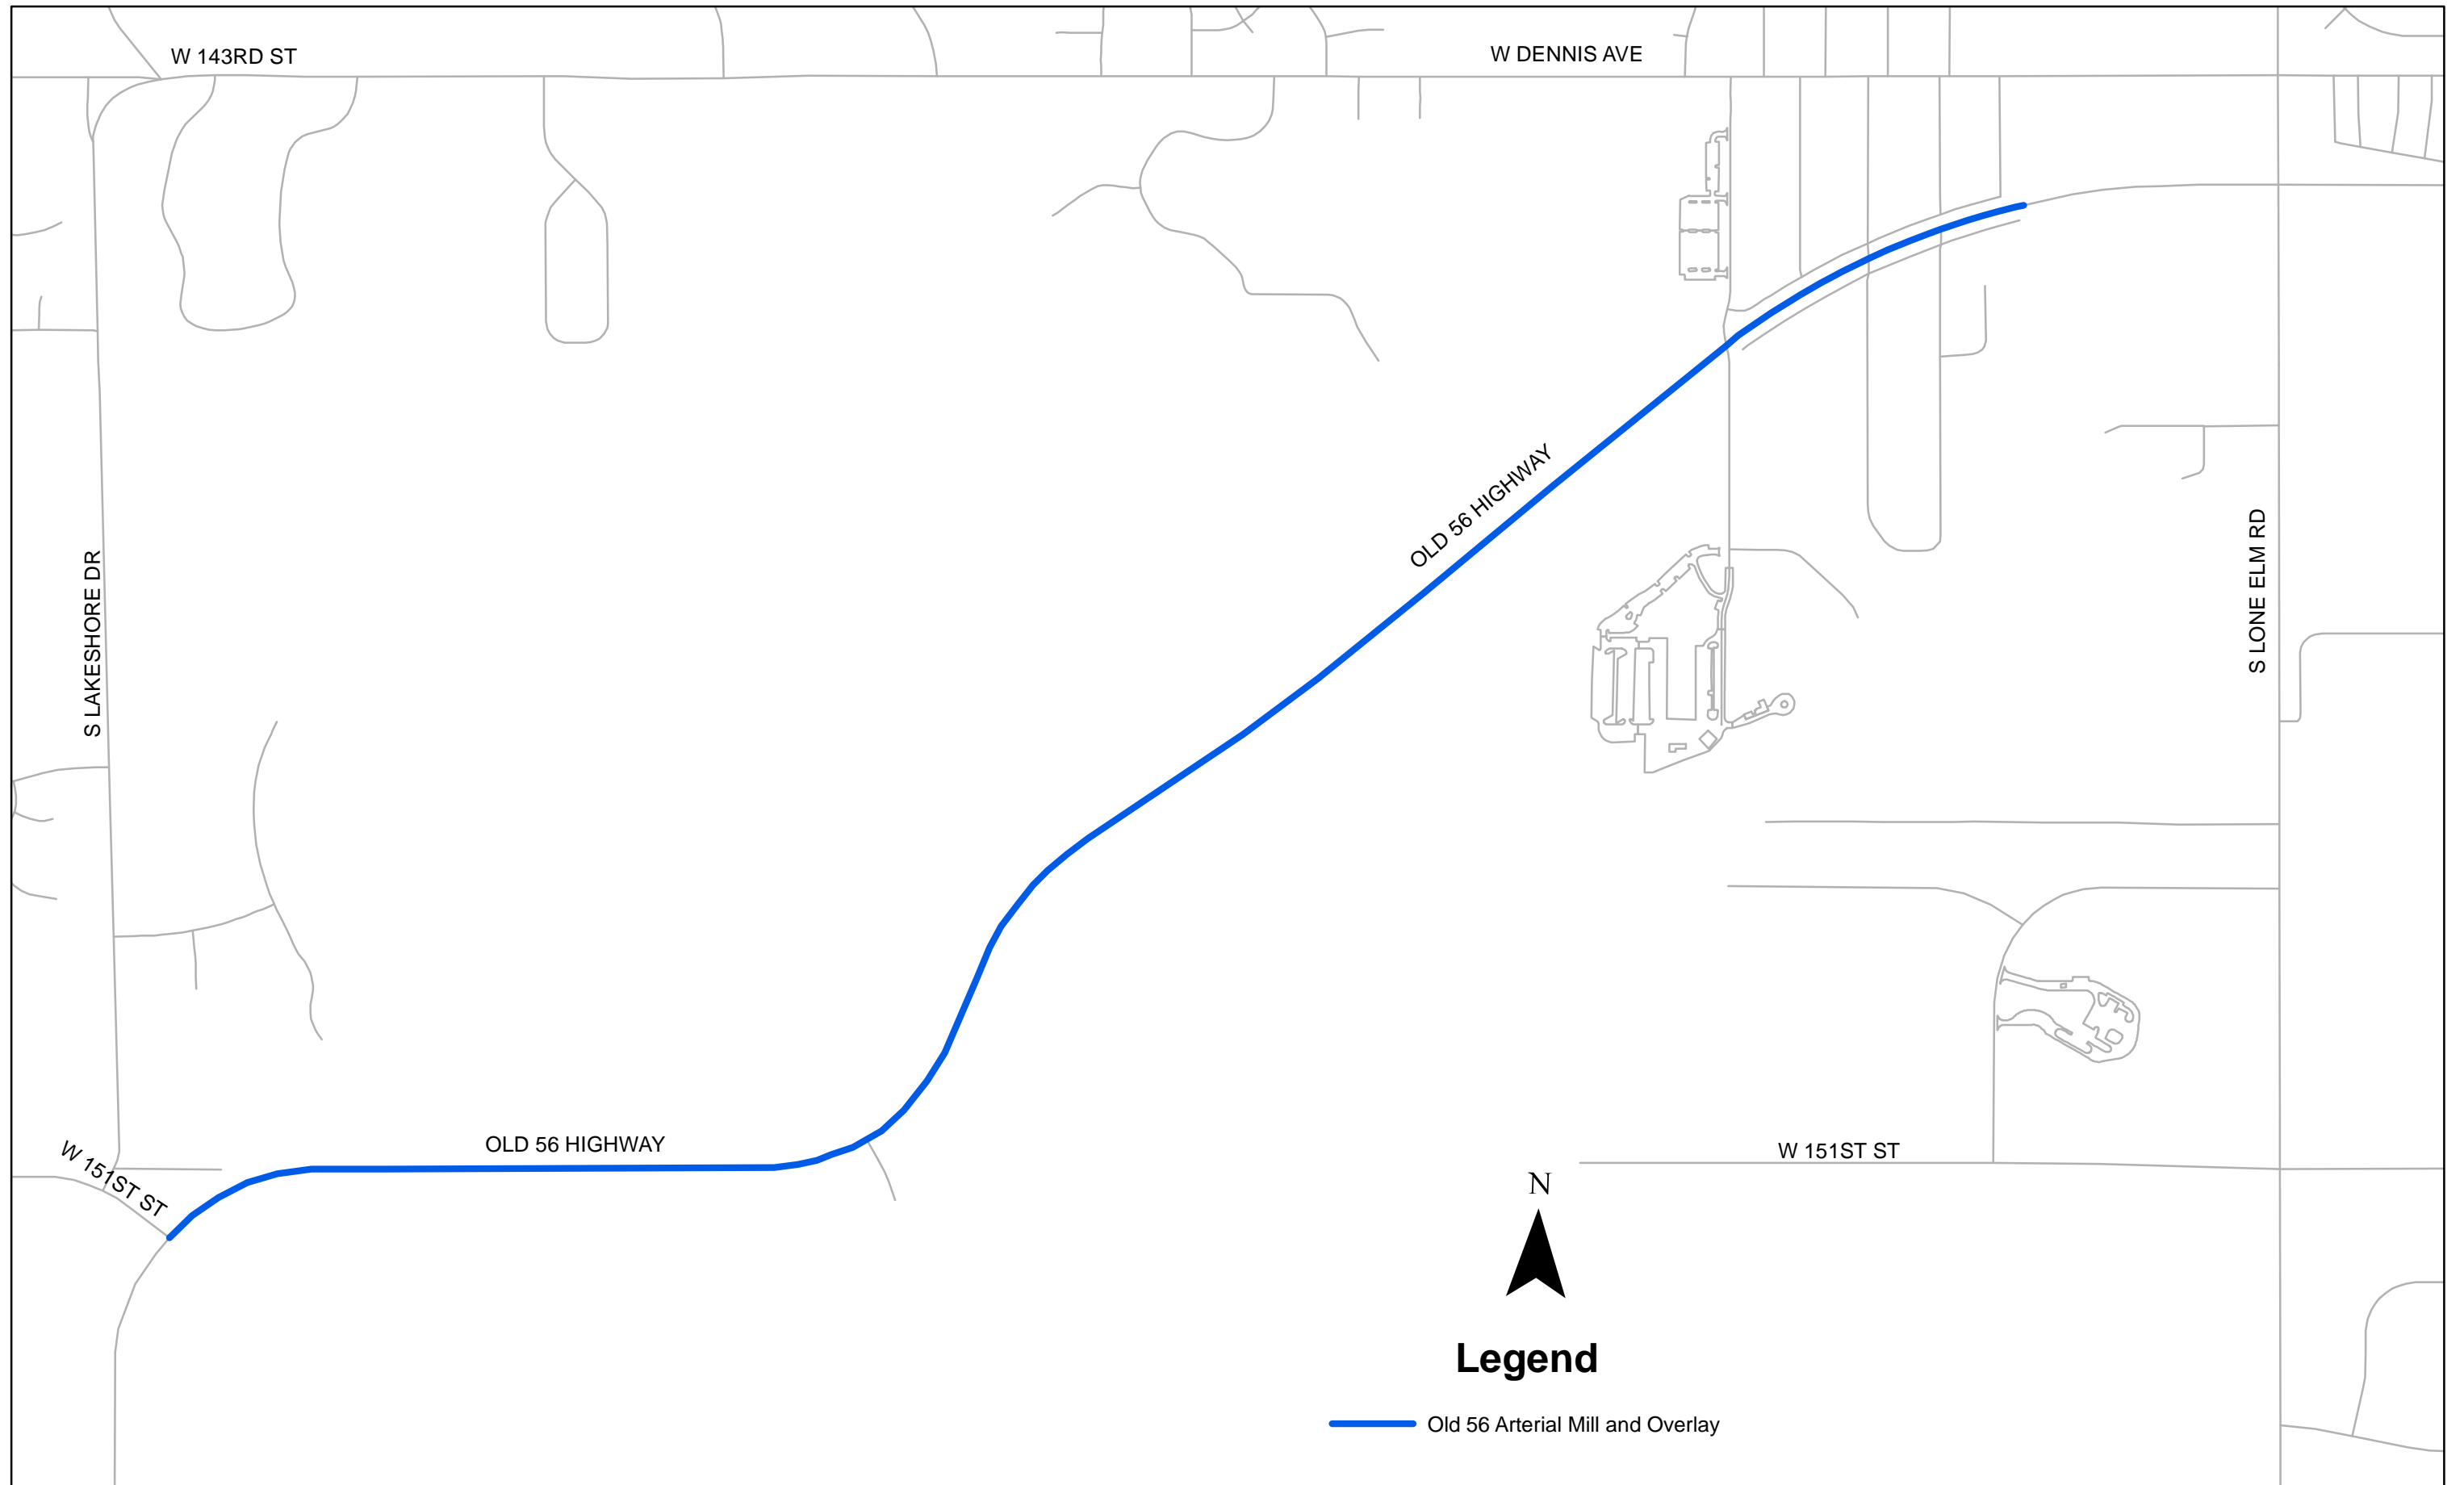 W 143RD ST
W DENNIS AVE
OLD 56 HIGHWAY
S LAKESHORE DR
S LONE ELM RD
W 151ST ST
OLD 56 HIGHWAY
W 151ST ST
N
Legend
Old 56 Arterial Mill and Overlay